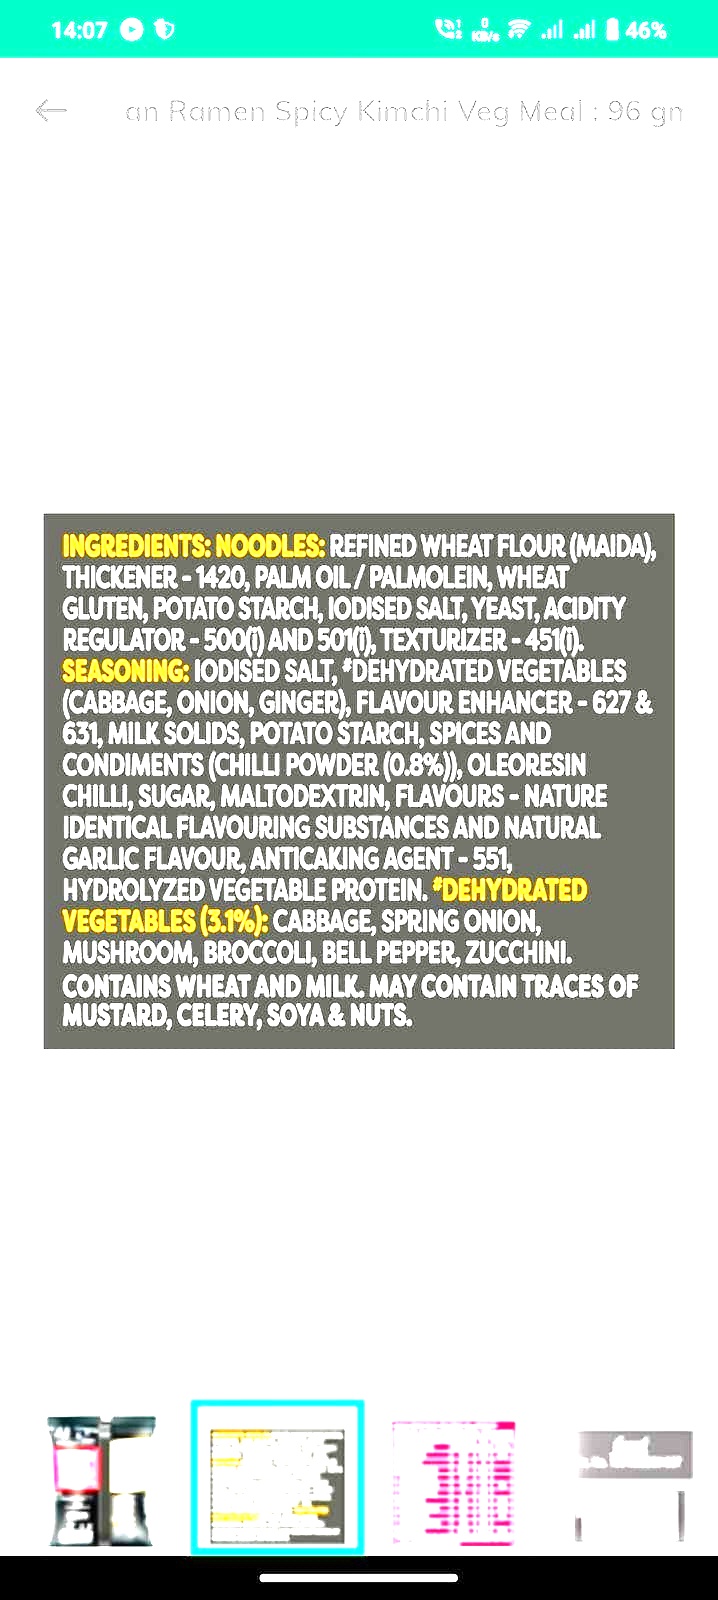 14:07 0 KB/s 46%
an Ramen Spicy Kimchi Veg Meal : 96 gm
INGREDIENTS: NOODLES: REFINED WHEAT FLOUR (MAIDA),
THICKENER - 1420, PALM OIL / PALMOLEIN, WHEAT
GLUTEN, POTATO STARCH, IODISED SALT, YEAST, ACIDITY
REGULATOR - 500(i) AND 501(i), TEXTURIZER - 451(i).
SEASONING: IODISED SALT, #DEHYDRATED VEGETABLES
(CABBAGE, ONION, GINGER), FLAVOUR ENHANCER - 627 &
631, MILK SOLIDS, POTATO STARCH, SPICES AND
CONDIMENTS (CHILLI POWDER (0.8%)), OLEORESIN
CHILLI, SUGAR, MALTODEXTRIN, FLAVOURS - NATURE
IDENTICAL FLAVOURING SUBSTANCES AND NATURAL
GARLIC FLAVOUR, ANTICAKING AGENT - 551,
HYDROLYZED VEGETABLE PROTEIN. #DEHYDRATED
VEGETABLES (3.1%): CABBAGE, SPRING ONION,
MUSHROOM, BROCCOLI, BELL PEPPER, ZUCCHINI.
CONTAINS WHEAT AND MILK. MAY CONTAIN TRACES OF
MUSTARD, CELERY, SOYA & NUTS.